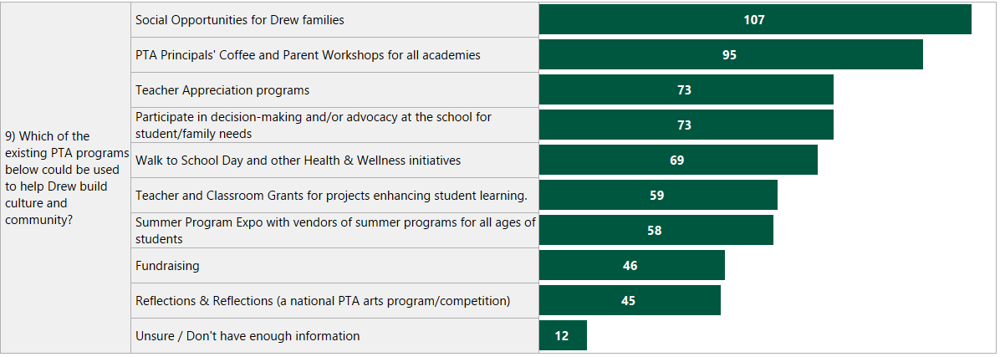 9) Which of the
existing PTA programs
below could be used
to help Drew build
culture and
community?
Social Opportunities for Drew families
107
PTA Principals' Coffee and Parent Workshops for all academies
95
Teacher Appreciation programs
73
Participate in decision-making and/or advocacy at the school for
student/family needs
73
Walk to School Day and other Health & Wellness initiatives
69
Teacher and Classroom Grants for projects enhancing student learning.
59
Summer Program Expo with vendors of summer programs for all ages of
students
58
Fundraising
46
Reflections & Reflections (a national PTA arts program/competition)
45
Unsure / Don't have enough information
12